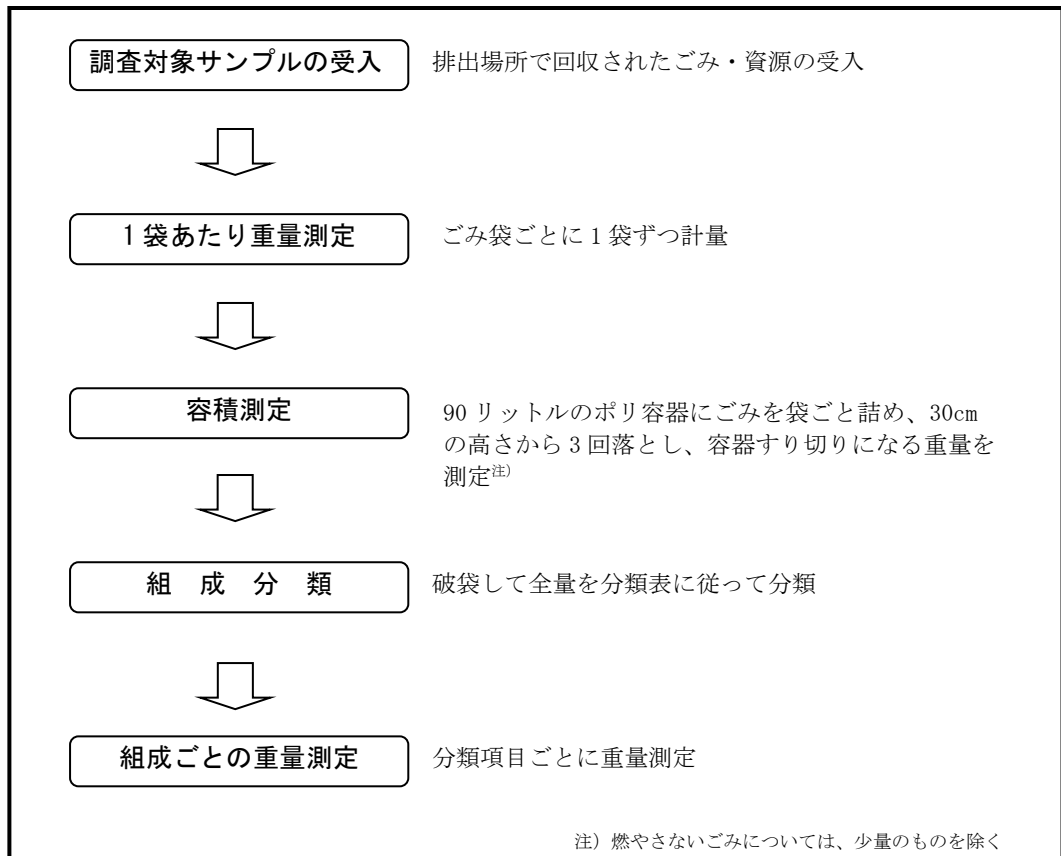 調査対象サンプルの受入
排出場所で回収されたごみ・資源の受入
1袋あたり重量測定
ごみ袋ごとに1袋ずつ計量
容積測定
90リットルのポリ容器にごみを袋ごと詰め、30cm
の高さから3回落とし、容器すり切りになる重量を
測定注)
組 成 分 類
破袋して全量を分類表に従って分類
組成ごとの重量測定
分類項目ごとに重量測定
注)燃やさないごみについては、少量のものを除く